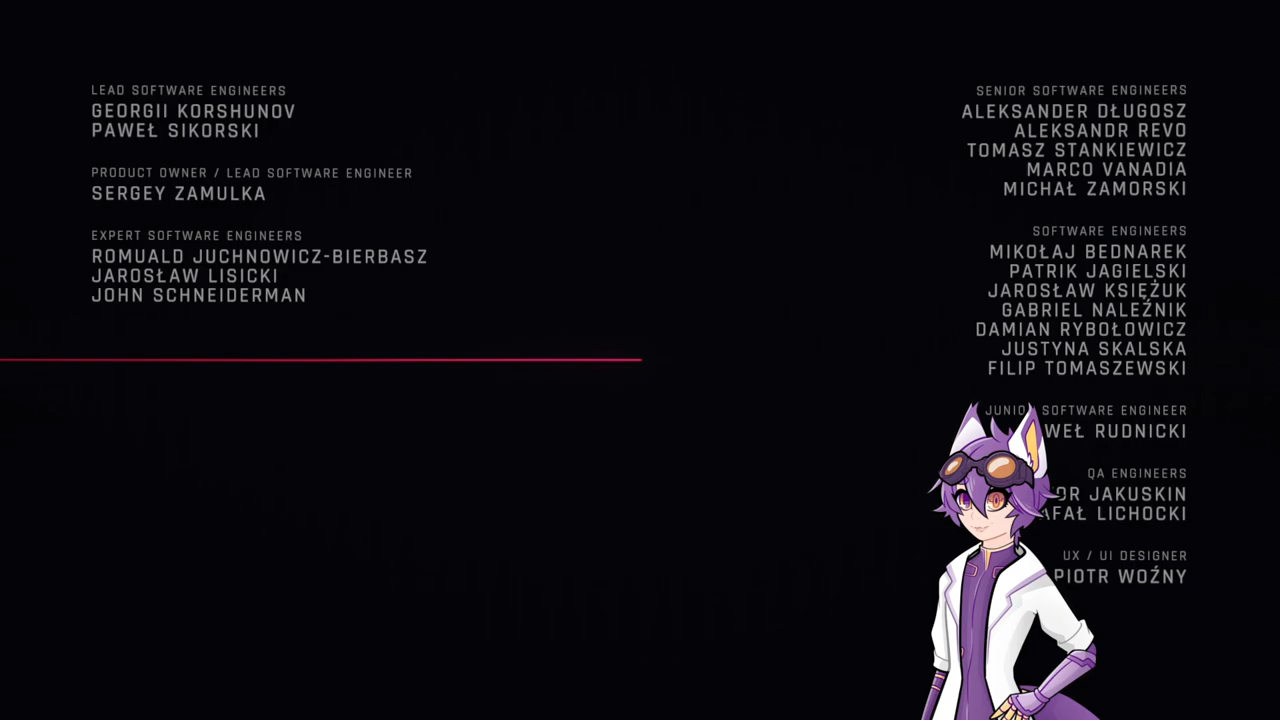 LEAD SOFTWARE ENGINEERS
GEORGII KORSHUNOV
PAWEŁ SIKORSKI
PRODUCT OWNER / LEAD SOFTWARE ENGINEER
SERGEY ZAMULKA
EXPERT SOFTWARE ENGINEERS
ROMUALD JUCHNOWICZ-BIERBASZ
JAROSŁAW LISICKI
JOHN SCHNEIDERMAN
SENIOR SOFTWARE ENGINEERS
ALEKSANDER DŁUGOSZ
ALEKSANDR REVO
TOMASZ STANKIEWICZ
MARCO VANADIA
MICHAŁ ZAMORSKI
SOFTWARE ENGINEERS
MIKOŁAJ BEDNAREK
PATRIK JAGIELSKI
JAROSŁAW KSIĘŻUK
GABRIEL NALEŹNIK
DAMIAN RYBOŁOWICZ
JUSTYNA SKALSKA
FILIP TOMASZEWSKI
SOFTWARE ENGINEER
RUDNICKI
QA ENGINEERS
JAKUSKIN
LICHOCKI
UX / UI DESIGNER
PIOTR WOŹNY